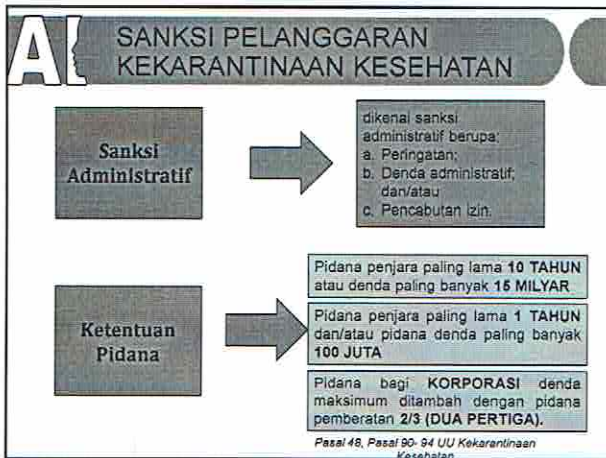 AL
SANKSI PELANGGARAN
KEKARANTINAAN KESEHATAN
Sanksi
Administratif
dikenai sanksi
administratif berupa:
a. Peringatan;
b. Denda administratif;
dan/atau
c. Pencabutan izin.
Ketentuan
Pidana
Pidana penjara paling lama 10 TAHUN
atau denda paling banyak 15 MILYAR
Pidana penjara paling lama 1 TAHUN
dan/atau pidana denda paling banyak
100 JUTA
Pidana bagi KORPORASI denda
maksimum ditambah dengan pidana
pemberatan 2/3 (DUA PERTIGA).
Pasal 48, Pasal 90- 94 UU Kekarantinaan
Kesehatan